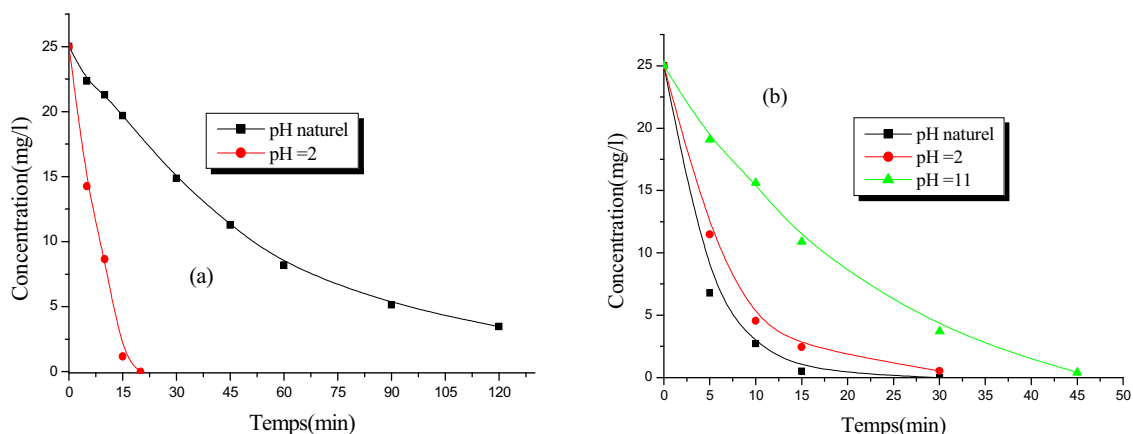 25
20
15
10
5
0
Concentration(mg/l)
pH naturel
pH =2
(a)
0 15 30 45 60 75 90 105 120
Temps(min)
25
20
15
10
5
0
Concentration(mg/l)
(b)
pH naturel
pH =2
pH =11
0 5 10 15 20 25 30 35 40 45 50
Temps(min)